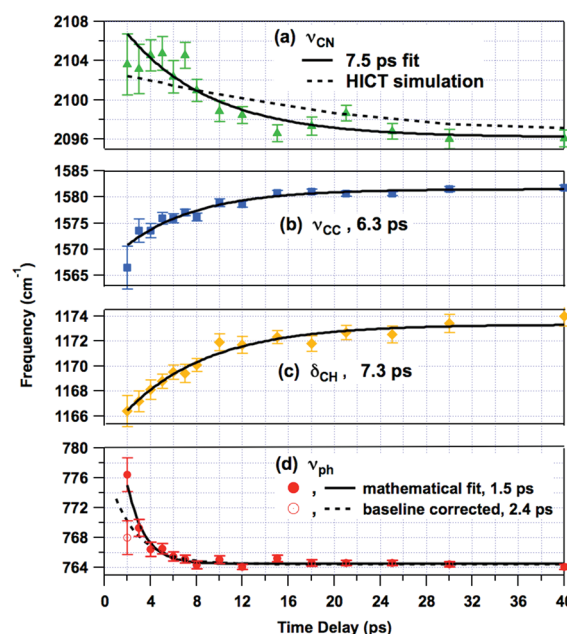 2108
2104
2100
2096
(a) νCN
7.5 ps fit
HICT simulation
1585
1580
1575
1570
1565
(b) νCC , 6.3 ps
Frequency (cm-1)
1174
1172
1170
1168
1166
(c) δCH , 7.3 ps
780
776
772
768
764
(d) νph
, mathematical fit, 1.5 ps
, baseline corrected, 2.4 ps
0 4 8 12 16 20 24 28 32 36 40
Time Delay (ps)